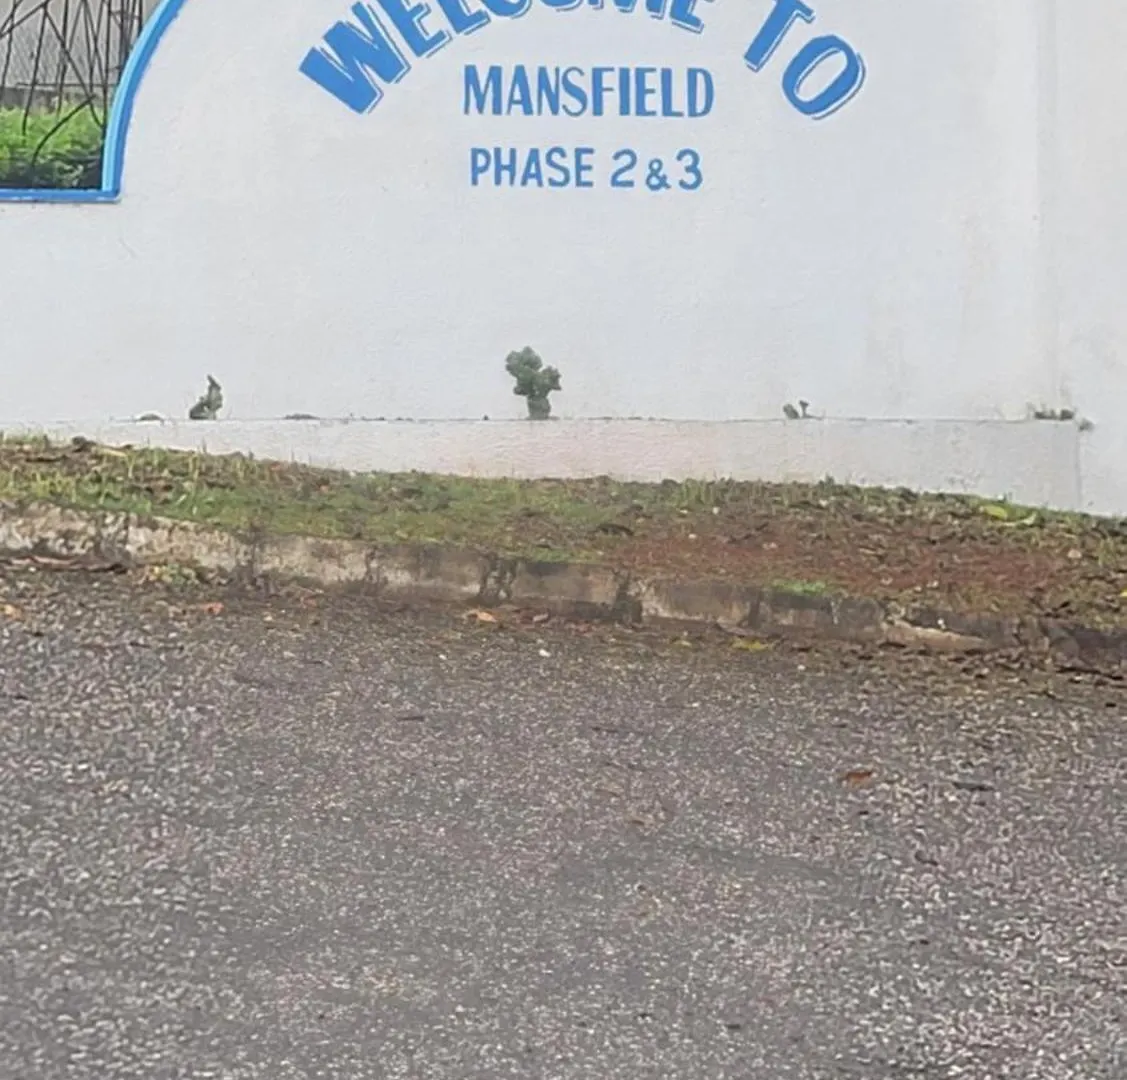 WELCOME TO
MANSFIELD
PHASE 2 & 3